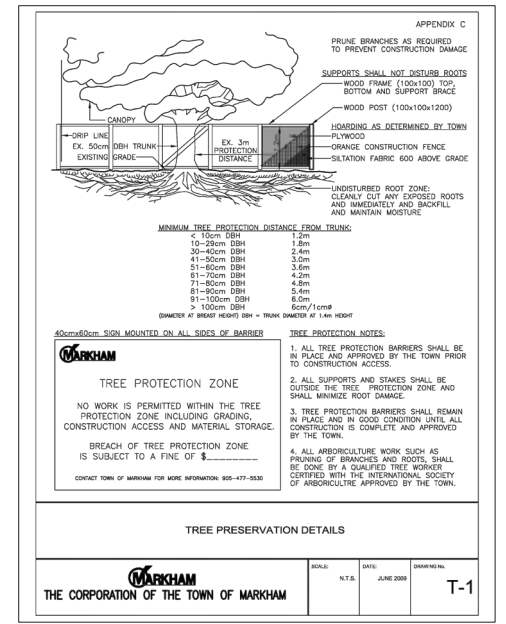 APPENDIX C
PRUNE BRANCHES AS REQUIRED
TO PREVENT CONSTRUCTION DAMAGE
SUPPORTS SHALL NOT DISTURB ROOTS
WOOD FRAME (100x100) TOP,
BOTTOM AND SUPPORT BRACE
WOOD POST (100x100x1200)
CANOPY
HOARDING AS DETERMINED BY TOWN
DRIP LINE
PLYWOOD
EX. 50cm DBH TRUNK
EX. 3m
ORANGE CONSTRUCTION FENCE
EXISTING GRADE
PROTECTION
DISTANCE
SILTATION FABRIC 600 ABOVE GRADE
UNDISTURBED ROOT ZONE:
CLEANLY CUT ANY EXPOSED ROOTS
AND IMMEDIATELY AND BACKFILL
AND MAINTAIN MOISTURE
MINIMUM TREE PROTECTION DISTANCE FROM TRUNK:
< 10cm DBH 1.2m
10-29cm DBH 1.8m
30-40cm DBH 2.4m
41-50cm DBH 3.0m
51-60cm DBH 3.6m
61-70cm DBH 4.2m
71-80cm DBH 4.8m
81-90cm DBH 5.4m
91-100cm DBH 6.0m
> 100cm DBH 6cm/1cmø
(DIAMETER AT BREAST HEIGHT) DBH = TRUNK DIAMETER AT 1.4m HEIGHT
40cmx60cm SIGN MOUNTED ON ALL SIDES OF BARRIER
MARKHAM
TREE PROTECTION ZONE
NO WORK IS PERMITTED WITHIN THE TREE
PROTECTION ZONE INCLUDING GRADING,
CONSTRUCTION ACCESS AND MATERIAL STORAGE.
BREACH OF TREE PROTECTION ZONE
IS SUBJECT TO A FINE OF $________
CONTACT TOWN OF MARKHAM FOR MORE INFORMATION: 905-477-5530
TREE PROTECTION NOTES:
1. ALL TREE PROTECTION BARRIERS SHALL BE
IN PLACE AND APPROVED BY THE TOWN PRIOR
TO CONSTRUCTION ACCESS.
2. ALL SUPPORTS AND STAKES SHALL BE
OUTSIDE THE TREE PROTECTION ZONE AND
SHALL MINIMIZE ROOT DAMAGE.
3. TREE PROTECTION BARRIERS SHALL REMAIN
IN PLACE AND IN GOOD CONDITION UNTIL ALL
CONSTRUCTION IS COMPLETE AND APPROVED
BY THE TOWN.
4. ALL ARBORICULTURE WORK SUCH AS
PRUNING OF BRANCHES AND ROOTS, SHALL
BE DONE BY A QUALIFIED TREE WORKER
CERTIFIED WITH THE INTERNATIONAL SOCIETY
OF ARBORICULTRE APPROVED BY THE TOWN.
TREE PRESERVATION DETAILS
MARKHAM
THE CORPORATION OF THE TOWN OF MARKHAM
SCALE:
N.T.S.
DATE:
JUNE 2009
DRAWING No.
T-1